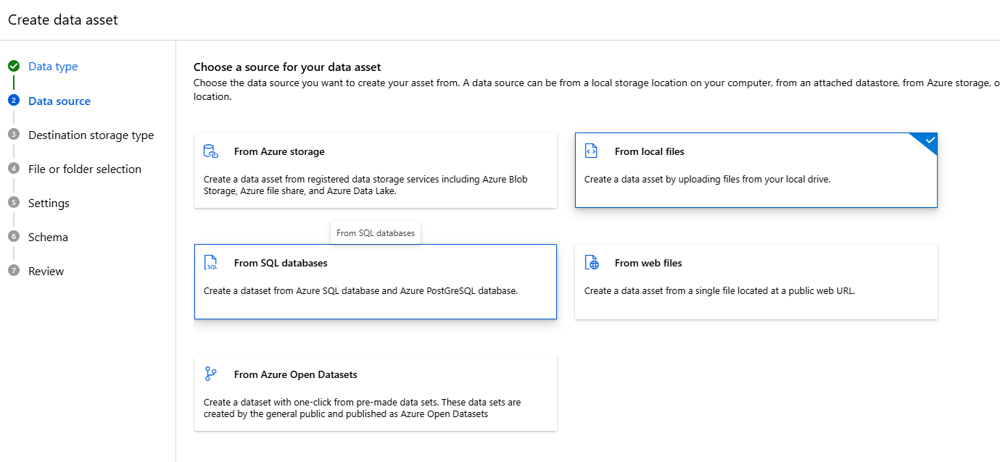 Create data asset
Data type
2
Data source
3
Destination storage type
4
File or folder selection
5
Settings
6
Schema
7
Review
Choose a source for your data asset
Choose the data source you want to create your asset from. A data source can be from a local storage location on your computer, from an attached datastore, from Azure storage, o
location.
From Azure storage
Create a data asset from registered data storage services including Azure Blob
Storage, Azure file share, and Azure Data Lake.
From local files
Create a data asset by uploading files from your local drive.
From SQL databases
SQL
From SQL databases
Create a dataset from Azure SQL database and Azure PostGreSQL database.
From web files
Create a data asset from a single file located at a public web URL.
From Azure Open Datasets
Create a dataset with one-click from pre-made data sets. These data sets are
created by the general public and published as Azure Open Datasets